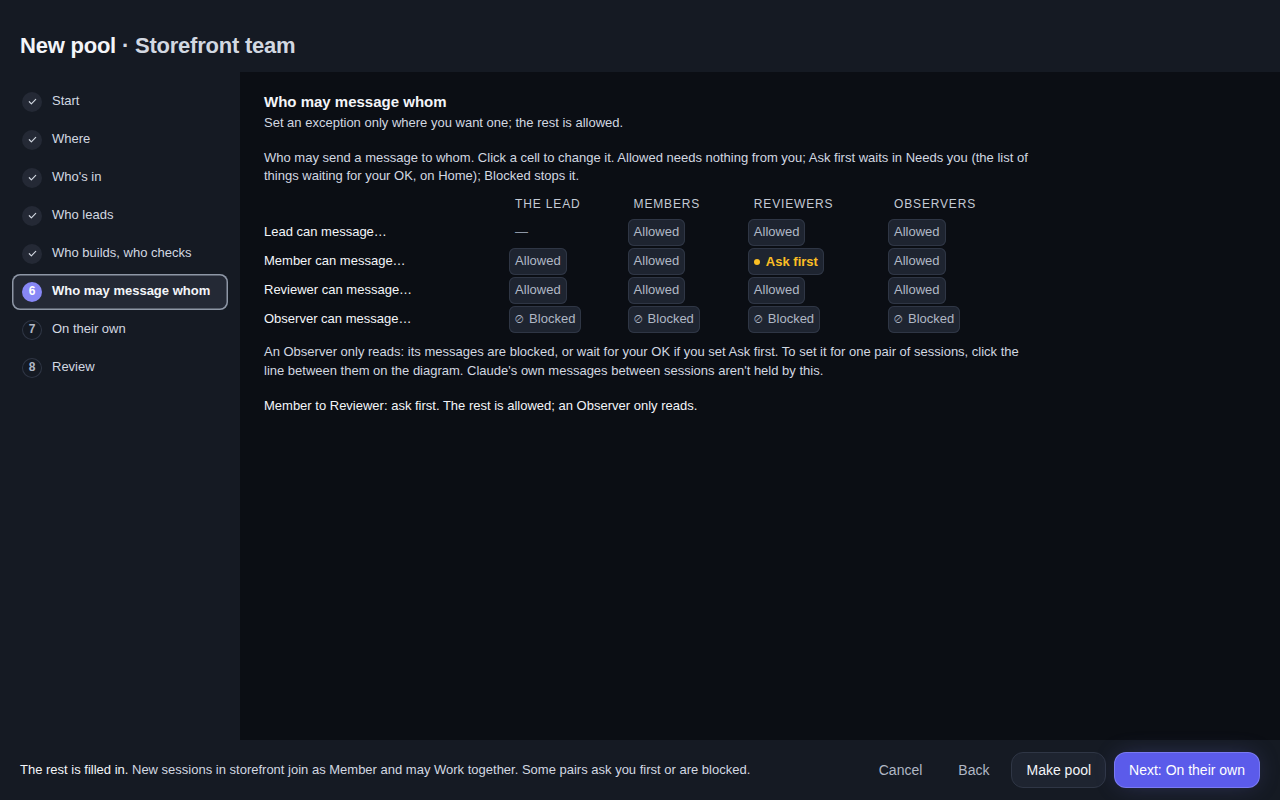 New pool · Storefront team
Start
Where
Who's in
Who leads
Who builds, who checks
6 Who may message whom
7 On their own
8 Review
Who may message whom
Set an exception only where you want one; the rest is allowed.
Who may send a message to whom. Click a cell to change it. Allowed needs nothing from you; Ask first waits in Needs you (the list of
things waiting for your OK, on Home); Blocked stops it.
THE LEAD MEMBERS REVIEWERS OBSERVERS
Lead can message… — Allowed Allowed Allowed
Member can message… Allowed Allowed Ask first Allowed
Reviewer can message… Allowed Allowed Allowed Allowed
Observer can message… Blocked Blocked Blocked Blocked
An Observer only reads: its messages are blocked, or wait for your OK if you set Ask first. To set it for one pair of sessions, click the
line between them on the diagram. Claude's own messages between sessions aren't held by this.
Member to Reviewer: ask first. The rest is allowed; an Observer only reads.
The rest is filled in. New sessions in storefront join as Member and may Work together. Some pairs ask you first or are blocked.
Cancel Back Make pool Next: On their own